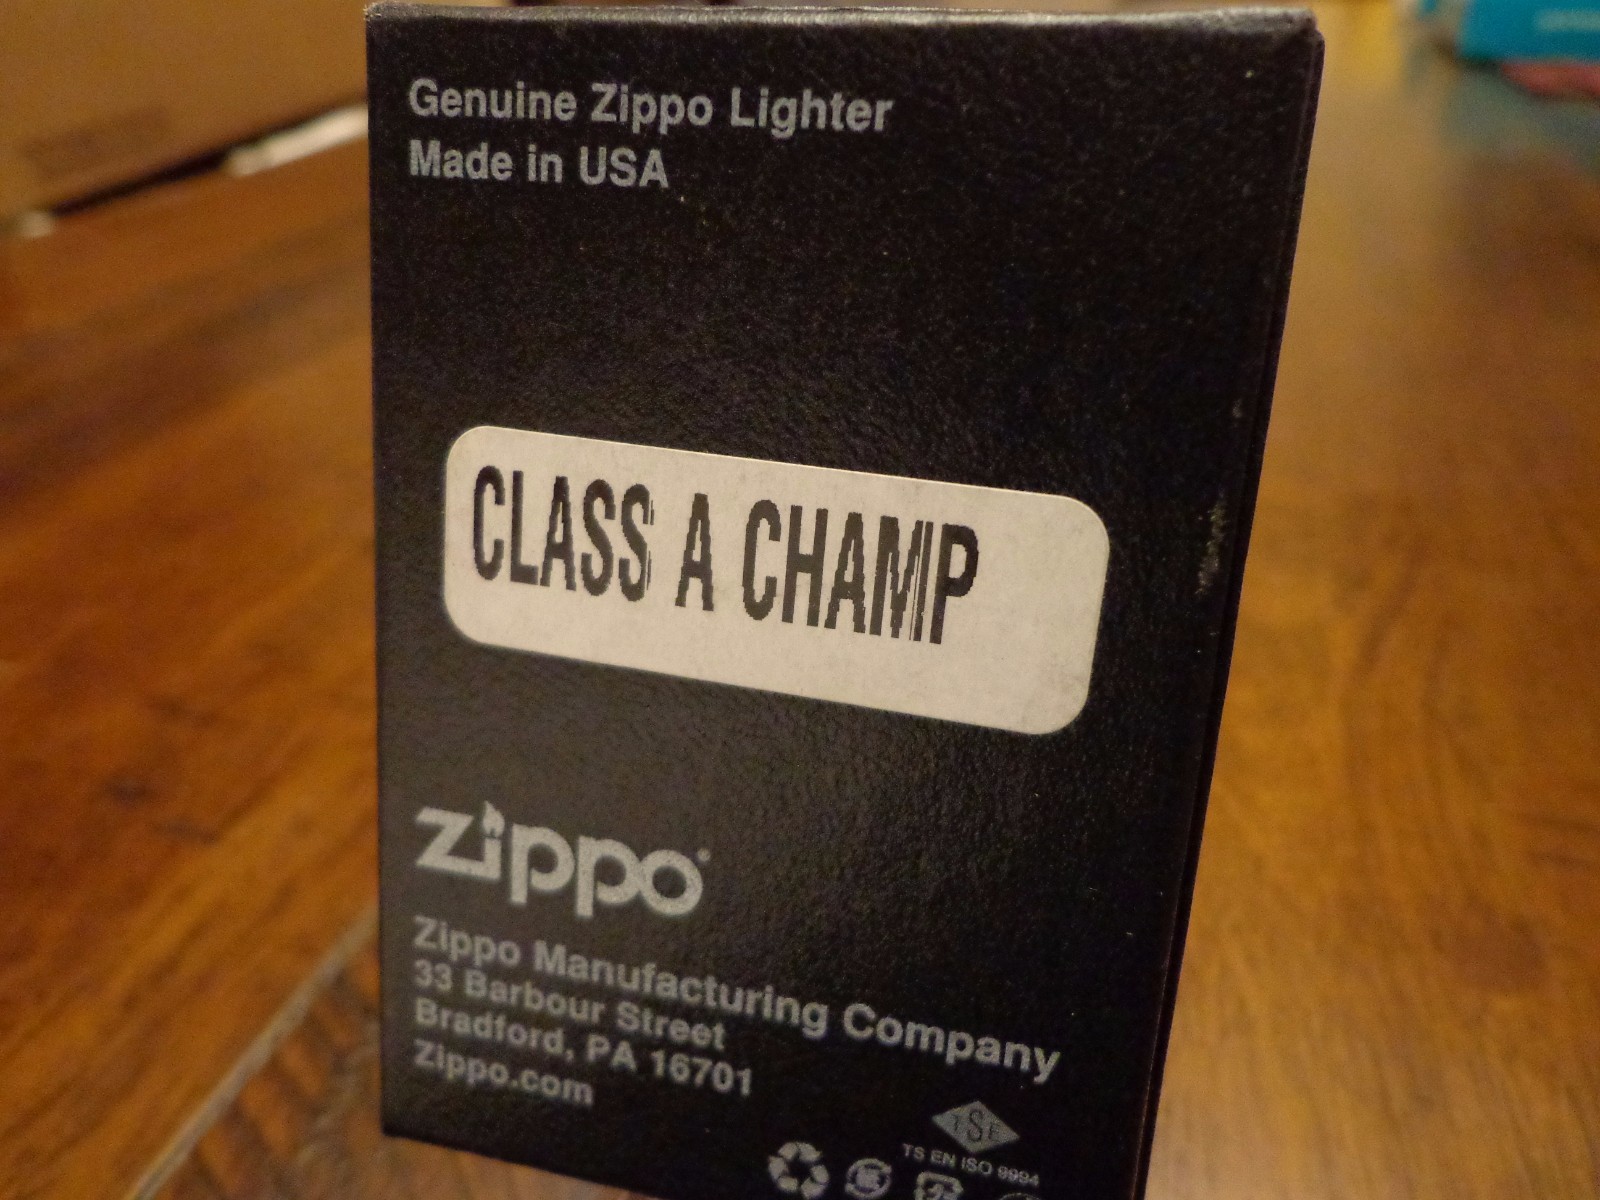 Genuine Zippo Lighter
Made in USA
CLASS A CHAMP
zippo
Zippo Manufacturing Company
33 Barbour Street
Bradford, PA 16701
Zippo.com
TSE
TS EN ISO 9994